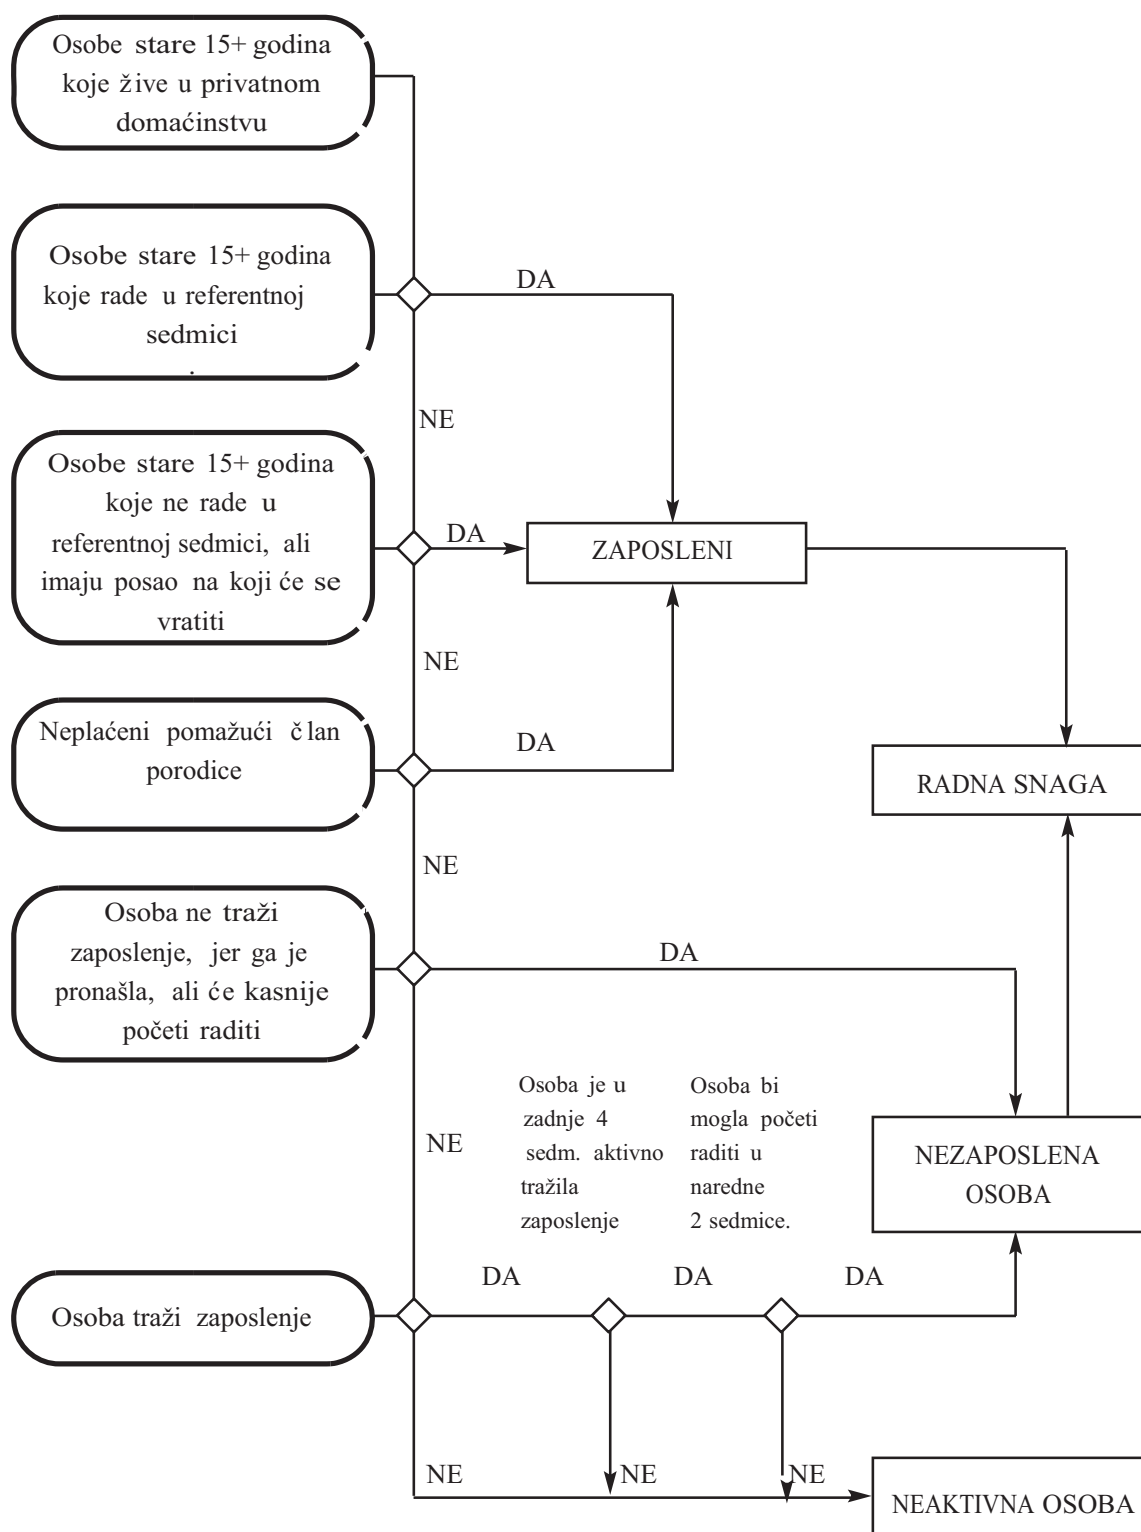 Osobe stare 15+ godina
koje žive u privatnom
domaćinstvu
Osobe stare 15+ godina
koje rade u referentnoj
sedmici
.
DA
NE
Osobe stare 15+ godina
koje ne rade u
referentnoj sedmici, ali
imaju posao na koji će se
vratiti
DA
ZAPOSLENI
NE
Neplaćeni pomažući član
porodice
DA
RADNA SNAGA
NE
Osoba ne traži
zaposlenje, jer ga je
pronašla, ali će kasnije
početi raditi
DA
NE
Osoba je u
zadnje 4
sedm. aktivno
tražila
zaposlenje
Osoba bi
mogla početi
raditi u
naredne
2 sedmice.
NEZAPOSLENA
OSOBA
Osoba traži zaposlenje
DA
DA
DA
NE
NE
NE
NEAKTIVNA OSOBA